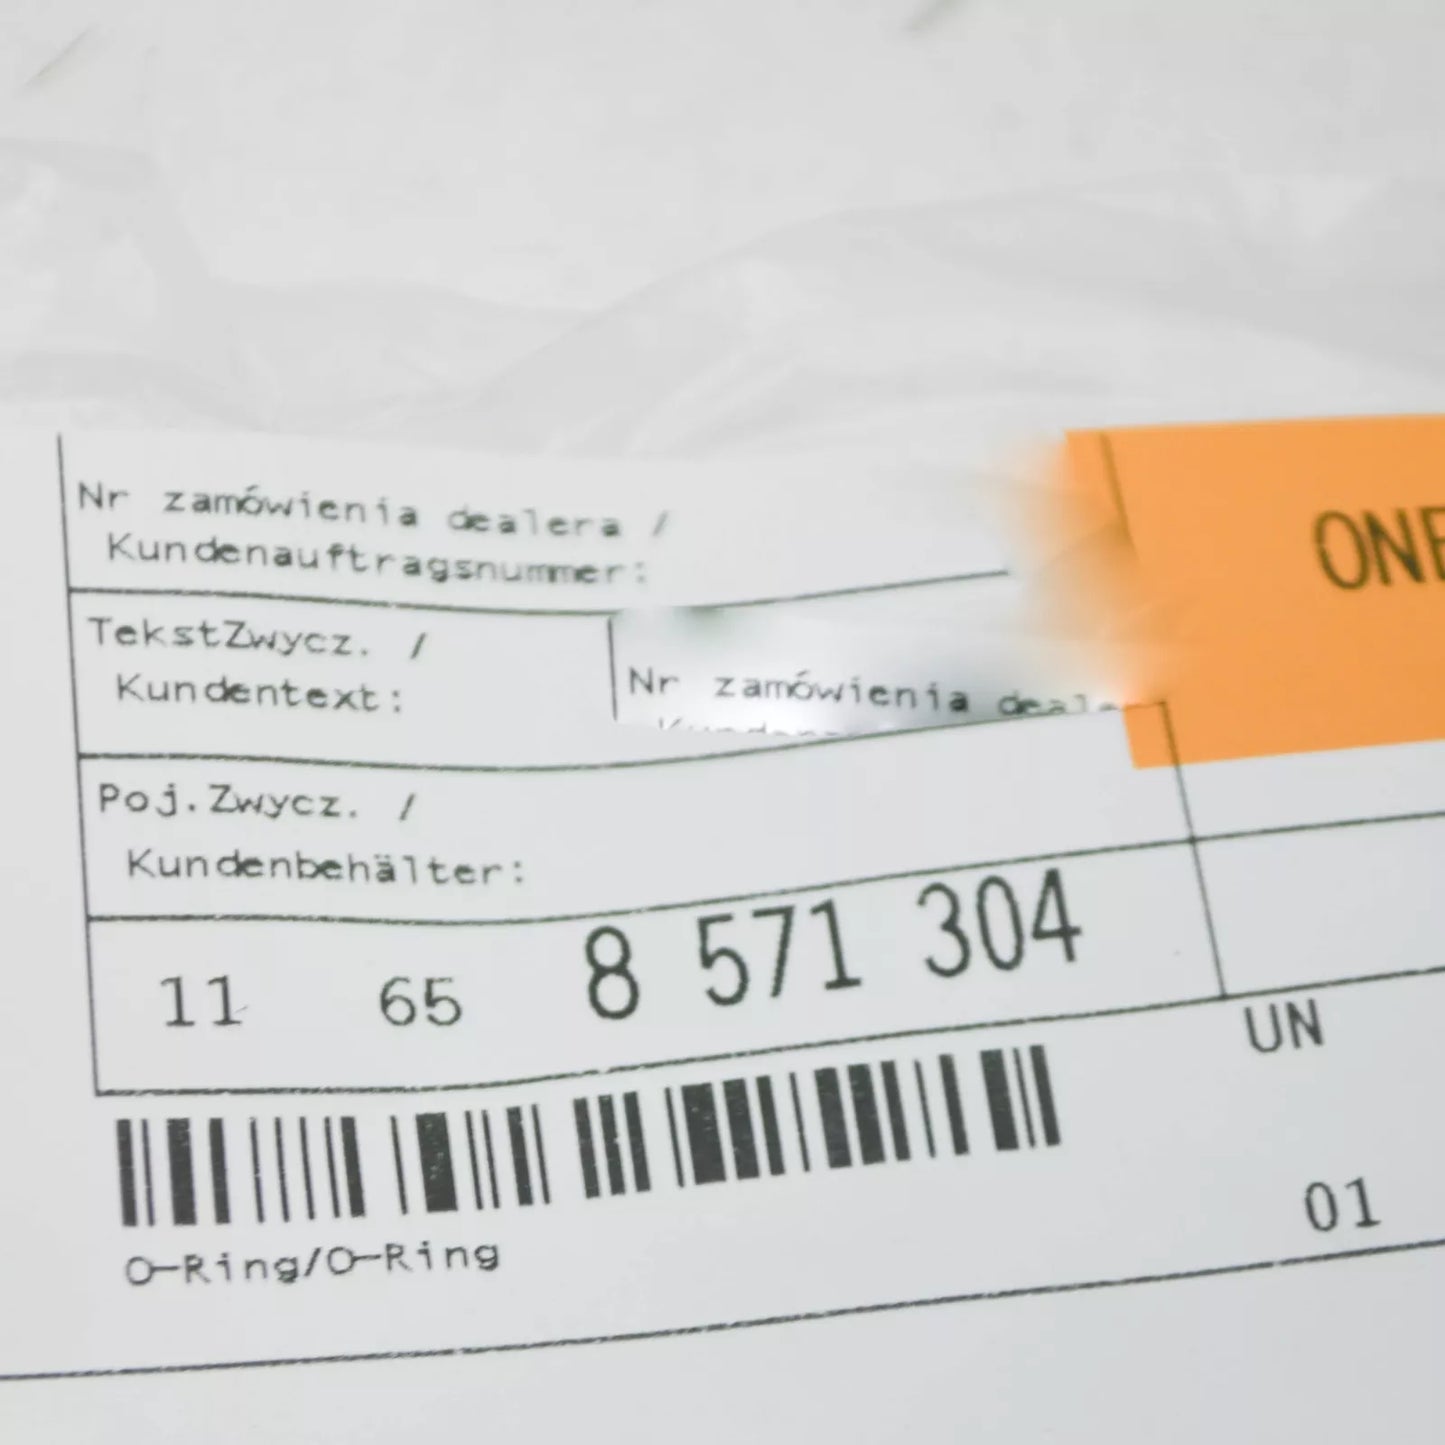 Nr zamówienia dealera /
Kundenauftragsnummer:
ONE
TekstZwycz. /
Kundentext:
Nr zamówienia
Poj.Zwycz. /
Kundenbehälter:
11 65 8 571 304
UN
O-Ring/O-Ring
01